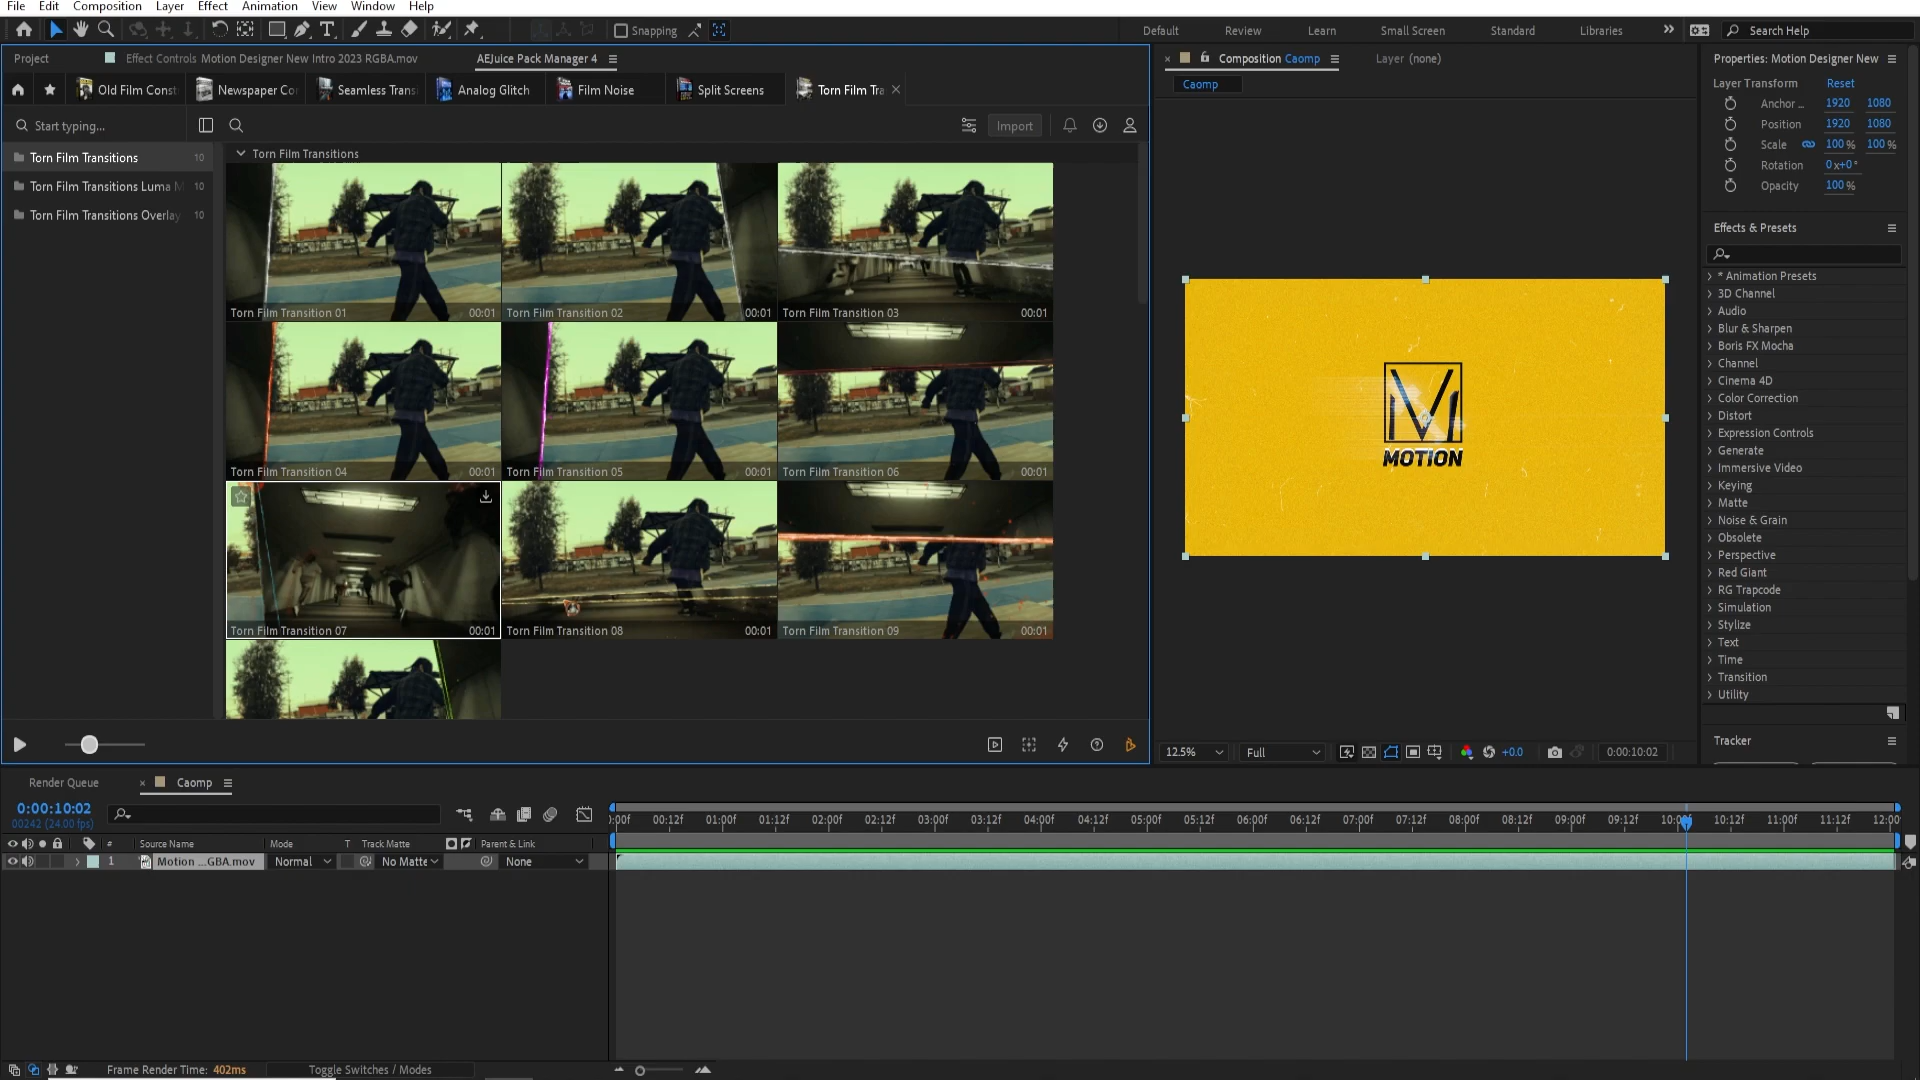 File Edit Composition Layer Effect Animation View Window Help
Snapping
Default Review Learn Small Screen Standard Libraries Search Help
Project Effect Controls Motion Designer New Intro 2023 RGBA.mov AEJuice Pack Manager 4
Old Film Const Newspaper Co Seamless Trans Analog Glitch Film Noise Split Screens Torn Film Tra
Start typing... Import
Torn Film Transitions 10
Torn Film Transitions Luma M 10
Torn Film Transitions Overlay 10
Torn Film Transitions
Torn Film Transition 01 00:01
Torn Film Transition 02 00:01
Torn Film Transition 03 00:01
Torn Film Transition 04 00:01
Torn Film Transition 05 00:01
Torn Film Transition 06 00:01
Torn Film Transition 07 00:01
Torn Film Transition 08 00:01
Torn Film Transition 09 00:01
Composition Caomp Layer (none)
Caomp
MOTION
12.5% Full +0.0 0:00:10:02
Properties: Motion Designer New
Layer Transform Reset
Anchor ... 1920 1080
Position 1920 1080
Scale 100 % 100 %
Rotation 0x+0°
Opacity 100 %
Effects & Presets
* Animation Presets
3D Channel
Audio
Blur & Sharpen
Boris FX Mocha
Channel
Cinema 4D
Color Correction
Distort
Expression Controls
Generate
Immersive Video
Keying
Matte
Noise & Grain
Obsolete
Perspective
Red Giant
RG Trapcode
Simulation
Stylize
Text
Time
Transition
Utility
Tracker
Render Queue Caomp
0:00:10:02
00242 (24.00 fps)
# Source Name Mode T Track Matte Parent & Link
1 Motion ...GBA.mov Normal No Matte None
):00f 00:12f 01:00f 01:12f 02:00f 02:12f 03:00f 03:12f 04:00f 04:12f 05:00f 05:12f 06:00f 06:12f 07:00f 07:12f 08:00f 08:12f 09:00f 09:12f 10:00f 10:12f 11:00f 11:12f 12:00f
Frame Render Time: 402ms Toggle Switches / Modes